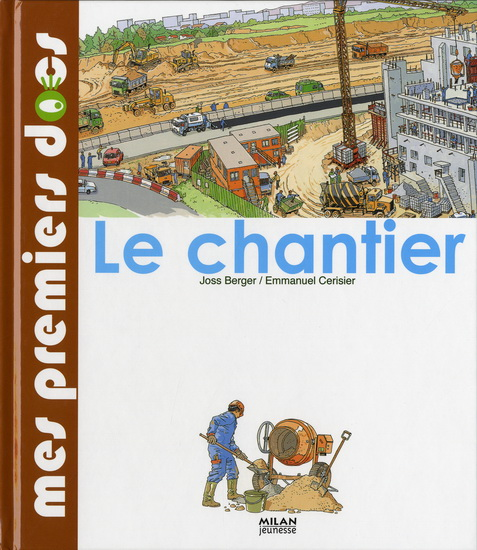 mes premiers docs
Le chantier
Joss Berger / Emmanuel Cerisier
MILAN
jeunesse